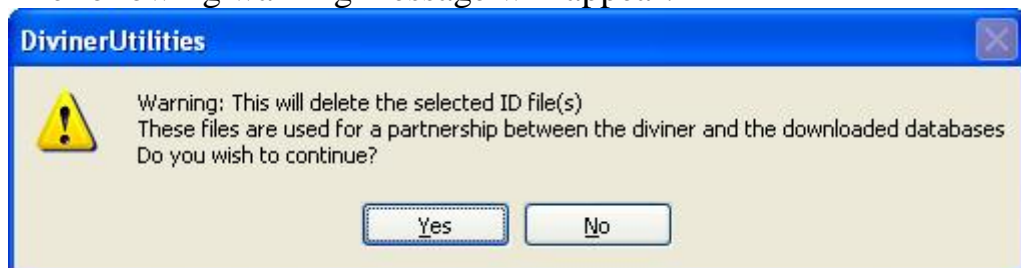 DivinerUtilities
Warning: This will delete the selected ID file(s)
These files are used for a partnership between the diviner and the downloaded databases
Do you wish to continue?
Yes
No